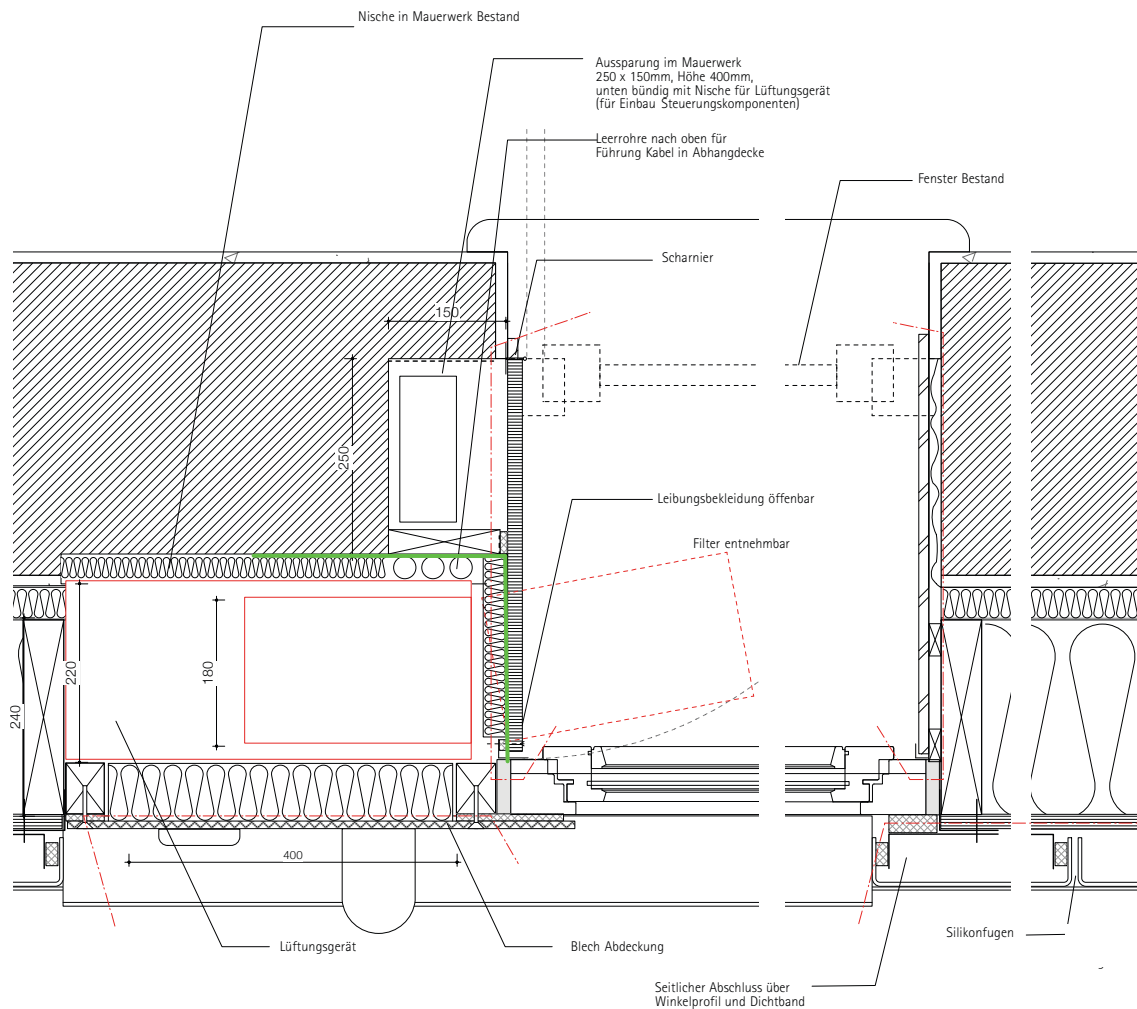 Nische in Mauerwerk Bestand
Aussparung im Mauerwerk
250 x 150mm, Höhe 400mm,
unten bündig mit Nische für Lüftungsgerät
(für Einbau Steuerungskomponenten)
Leerrohre nach oben für
Führung Kabel in Abhangdecke
Fenster Bestand
Scharnier
150
250
Leibungsbekleidung öffenbar
Filter entnehmbar
220
180
240
400
Lüftungsgerät
Blech Abdeckung
Silikonfugen
Seitlicher Abschluss über
Winkelprofil und Dichtband